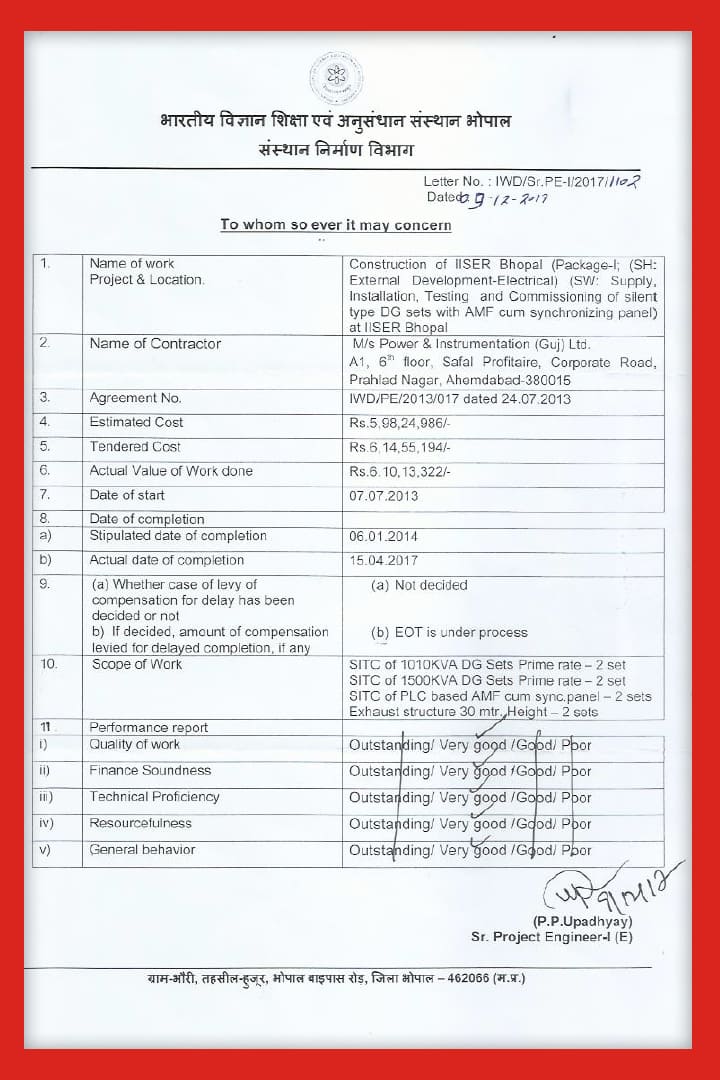 भारतीय विज्ञान शिक्षा एवं अनुसंधान संस्थान भोपाल
संस्थान निर्माण विभाग
Letter No. : IWD/Sr.PE-I/2017/1102
Dated 09-12-2017
To whom so ever it may concern
1. Name of work Construction of IISER Bhopal (Package-I; (SH:
Project & Location. External Development-Electrical) (SW: Supply,
Installation, Testing and Commissioning of silent
type DG sets with AMF cum synchronizing panel)
at IISER Bhopal
2. Name of Contractor M/s Power & Instrumentation (Guj) Ltd.
A1, 6th floor, Safal Profitaire, Corporate Road,
Prahlad Nagar, Ahemdabad-380015
3. Agreement No. IWD/PE/2013/017 dated 24.07.2013
4. Estimated Cost Rs.5,98,24,986/-
5. Tendered Cost Rs.6,14,55,194/-
6. Actual Value of Work done Rs.6.10,13,322/-
7. Date of start 07.07.2013
8. Date of completion
a) Stipulated date of completion 06.01.2014
b) Actual date of completion 15.04.2017
9. (a) Whether case of levy of (a) Not decided
compensation for delay has been
decided or not
b) If decided, amount of compensation (b) EOT is under process
levied for delayed completion, if any
10. Scope of Work SITC of 1010KVA DG Sets Prime rate – 2 set
SITC of 1500KVA DG Sets Prime rate – 2 set
SITC of PLC based AMF cum sync.panel – 2 sets
Exhaust structure 30 mtr. Height – 2 sets
11. Performance report
i) Quality of work Outstanding/ Very good /Good/ Poor
ii) Finance Soundness Outstanding/ Very good /Good/ Poor
iii) Technical Proficiency Outstanding/ Very good /Good/ Poor
iv) Resourcefulness Outstanding/ Very good /Good/ Poor
v) General behavior Outstanding/ Very good /Good/ Poor
(P.P.Upadhyay)
Sr. Project Engineer-I (E)
ग्राम-भौरी, तहसील-हुजूर, भोपाल बाइपास रोड़, जिला भोपाल – 462066 (म.प्र.)